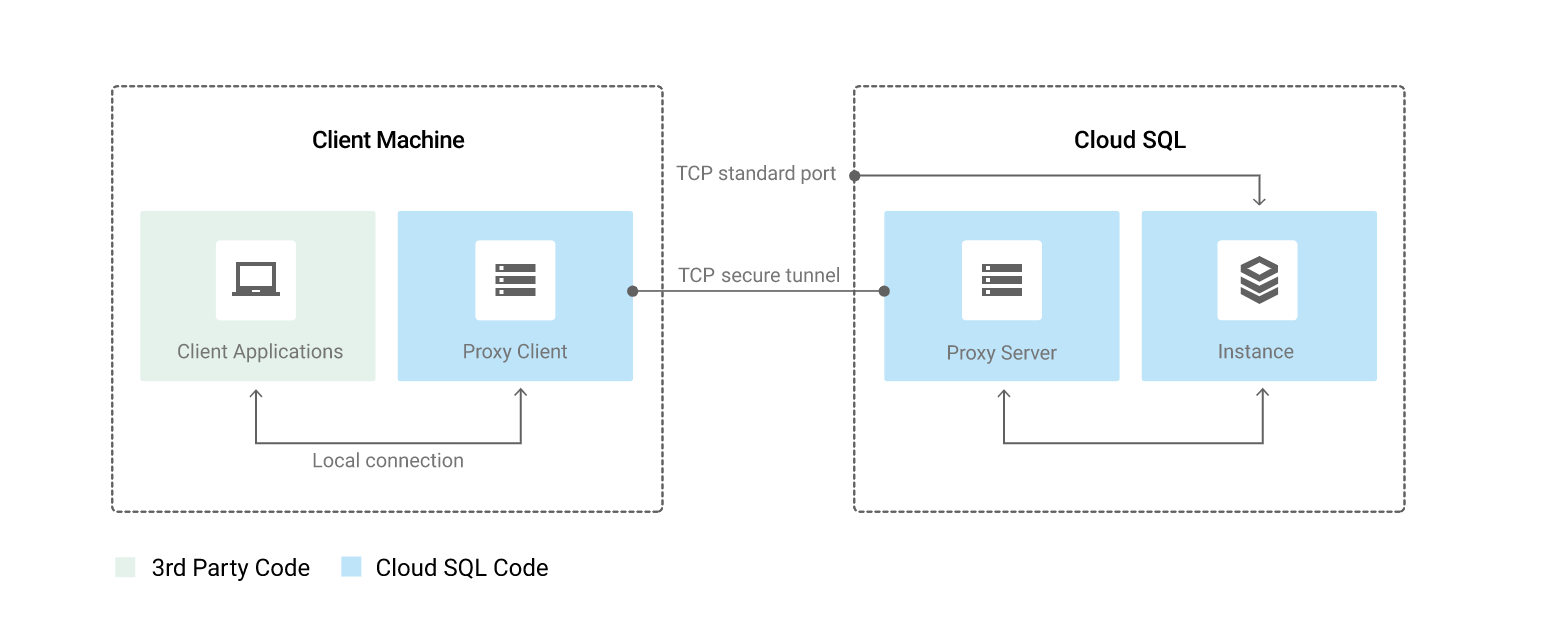 Client Machine
Cloud SQL
TCP standard port
TCP secure tunnel
Client Applications
Proxy Client
Proxy Server
Instance
Local connection
3rd Party Code
Cloud SQL Code